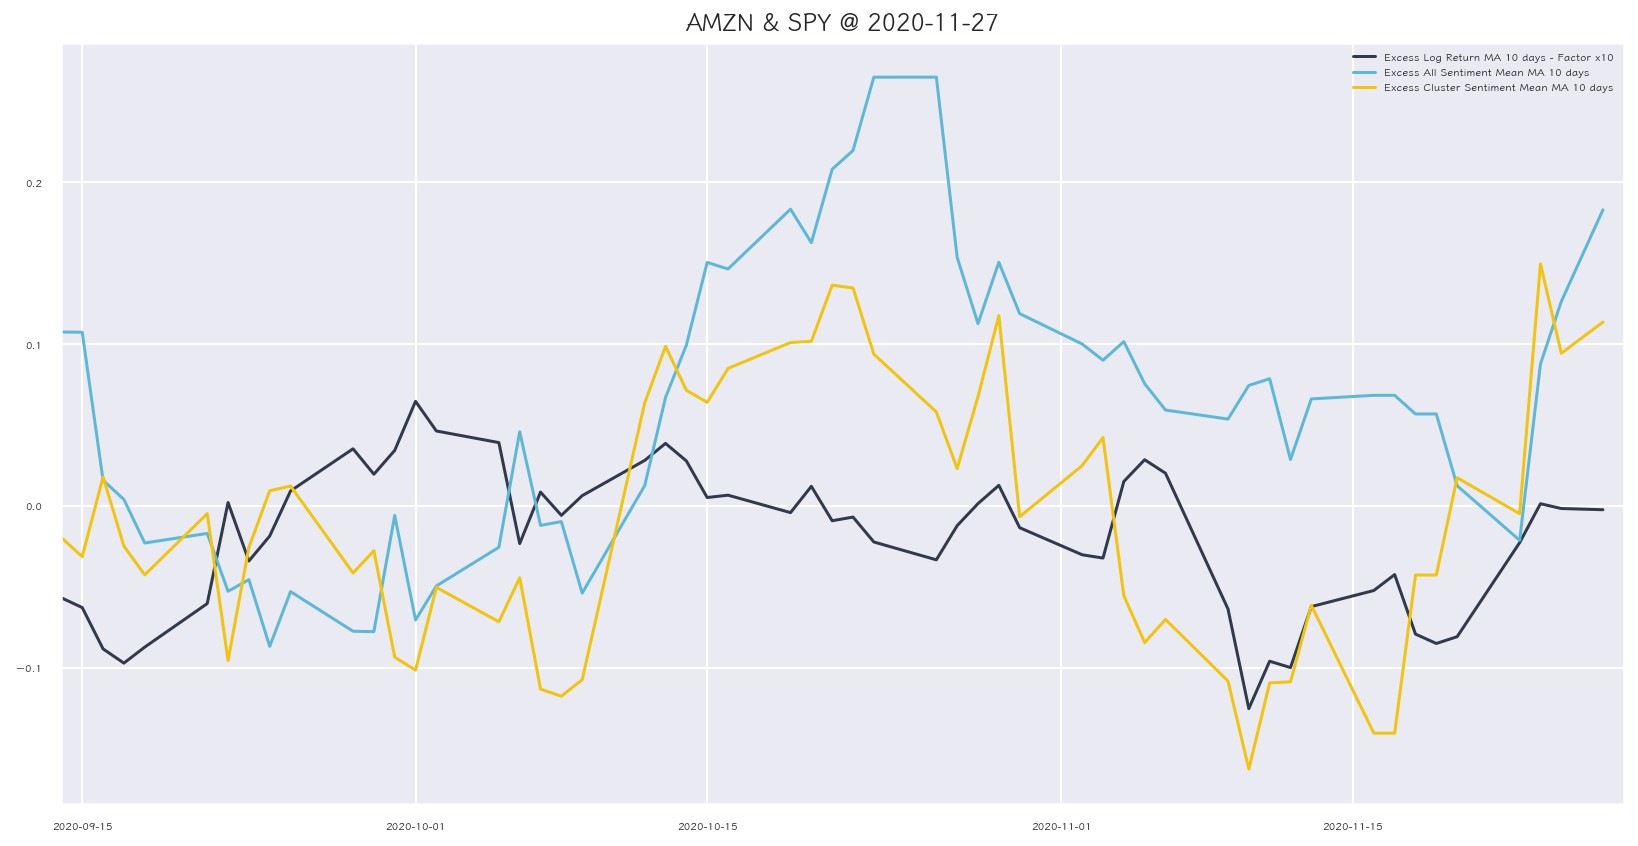 AMZN & SPY @ 2020-11-27
Excess Log Return MA 10 days - Factor x10
Excess All Sentiment Mean MA 10 days
Excess Cluster Sentiment Mean MA 10 days
0.2
0.1
0.0
−0.1
2020-09-15
2020-10-01
2020-10-15
2020-11-01
2020-11-15